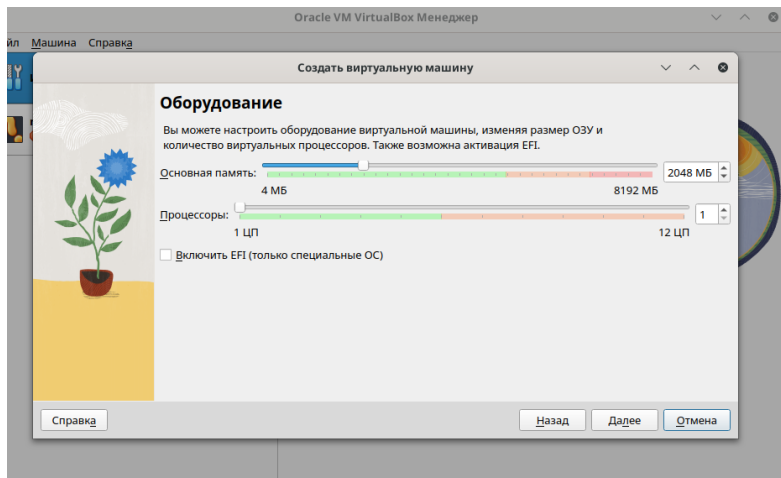 Oracle VM VirtualBox Менеджер
йл Машина Справка
Создать виртуальную машину
Оборудование
Вы можете настроить оборудование виртуальной машины, изменяя размер ОЗУ и
количество виртуальных процессоров. Также возможна активация EFI.
Основная память: 2048 МБ
4 МБ 8192 МБ
Процессоры: 1
1 ЦП 12 ЦП
Включить EFI (только специальные ОС)
Справка Назад Далее Отмена